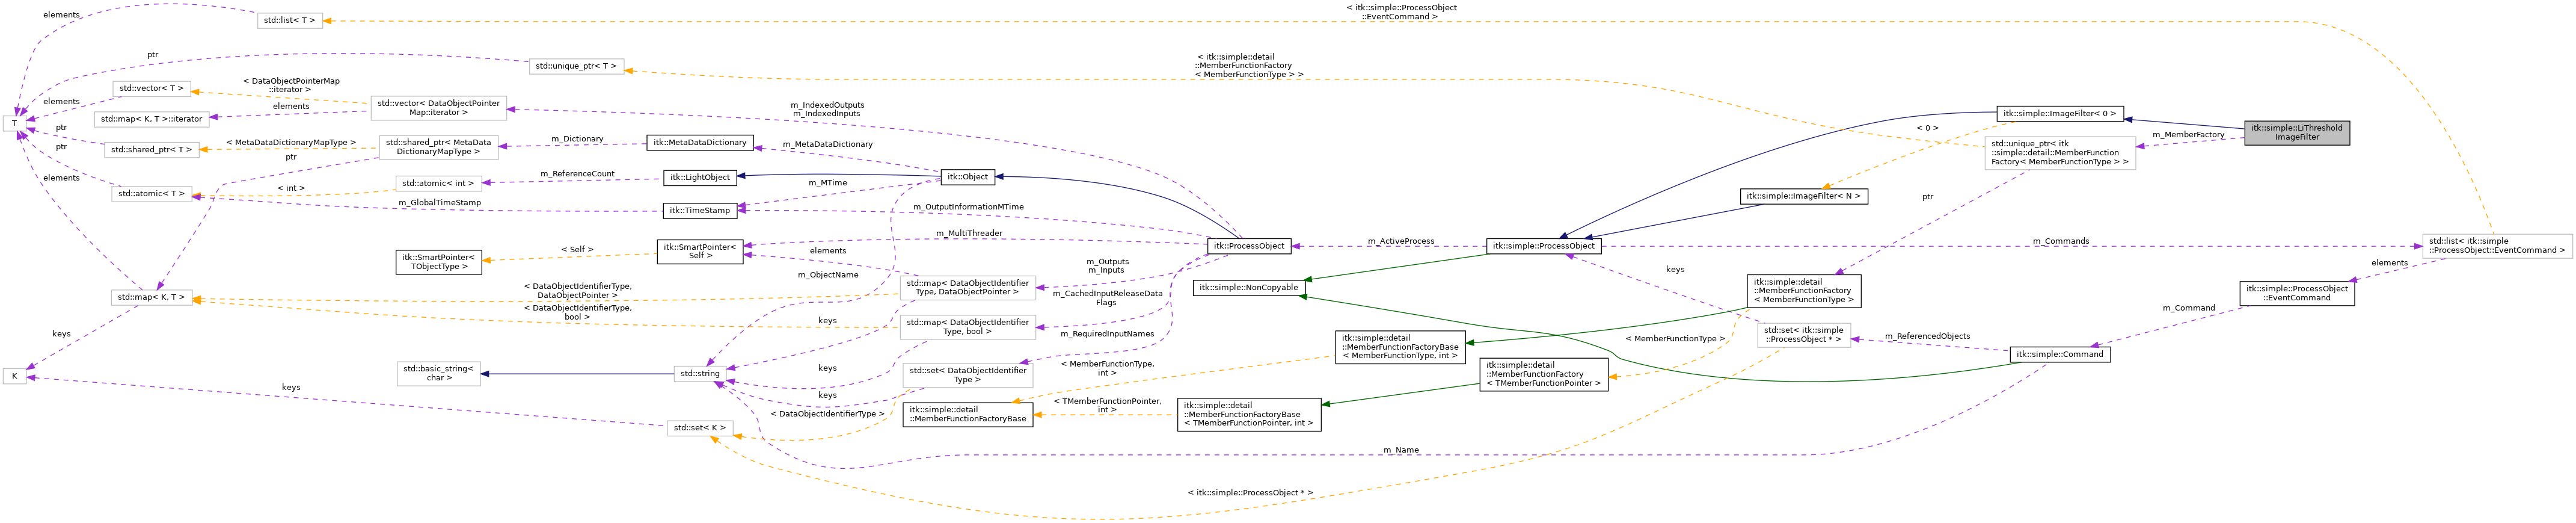 elements
std::list< T >
< itk::simple::ProcessObject
::EventCommand >
ptr
std::unique_ptr< T >
< itk::simple::detail
::MemberFunctionFactory
< MemberFunctionType > >
std::vector< T >
< DataObjectPointerMap
::iterator >
elements
elements
std::map< K, T >::iterator
std::vector< DataObjectPointer
Map::iterator >
m_IndexedOutputs
m_IndexedInputs
T
ptr
ptr
elements
std::shared_ptr< T >
< MetaDataDictionaryMapType >
ptr
std::shared_ptr< MetaData
DictionaryMapType >
m_Dictionary
itk::MetaDataDictionary
m_MetaDataDictionary
std::atomic< T >
< int >
std::atomic< int >
m_ReferenceCount
itk::LightObject
m_GlobalTimeStamp
itk::TimeStamp
m_MTime
itk::Object
m_OutputInformationMTime
itk::simple::ImageFilter< 0 >
< 0 >
itk::simple::ImageFilter< N >
std::unique_ptr< itk
::simple::detail::MemberFunction
Factory< MemberFunctionType > >
m_MemberFactory
itk::simple::LiThreshold
ImageFilter
ptr
itk::SmartPointer<
TObjectType >
< Self >
itk::SmartPointer<
Self >
m_MultiThreader
elements
m_ObjectName
itk::ProcessObject
m_ActiveProcess
itk::simple::ProcessObject
m_Commands
std::list< itk::simple
::ProcessObject::EventCommand >
elements
std::map< K, T >
< DataObjectIdentifierType,
DataObjectPointer >
< DataObjectIdentifierType,
bool >
std::map< DataObjectIdentifier
Type, DataObjectPointer >
m_Outputs
m_Inputs
m_CachedInputReleaseData
Flags
itk::simple::NonCopyable
keys
itk::simple::detail
::MemberFunctionFactory
< MemberFunctionType >
itk::simple::ProcessObject
::EventCommand
m_Command
keys
keys
std::map< DataObjectIdentifier
Type, bool >
m_RequiredInputNames
itk::simple::detail
::MemberFunctionFactoryBase
< MemberFunctionType, int >
< MemberFunctionType >
std::set< itk::simple
::ProcessObject * >
m_ReferencedObjects
itk::simple::Command
K
keys
std::basic_string<
char >
std::string
keys
keys
std::set< DataObjectIdentifier
Type >
< MemberFunctionType,
int >
itk::simple::detail
::MemberFunctionFactory
< TMemberFunctionPointer >
std::set< K >
< DataObjectIdentifierType >
itk::simple::detail
::MemberFunctionFactoryBase
< TMemberFunctionPointer,
int >
itk::simple::detail
::MemberFunctionFactoryBase
< TMemberFunctionPointer, int >
m_Name
< itk::simple::ProcessObject * >